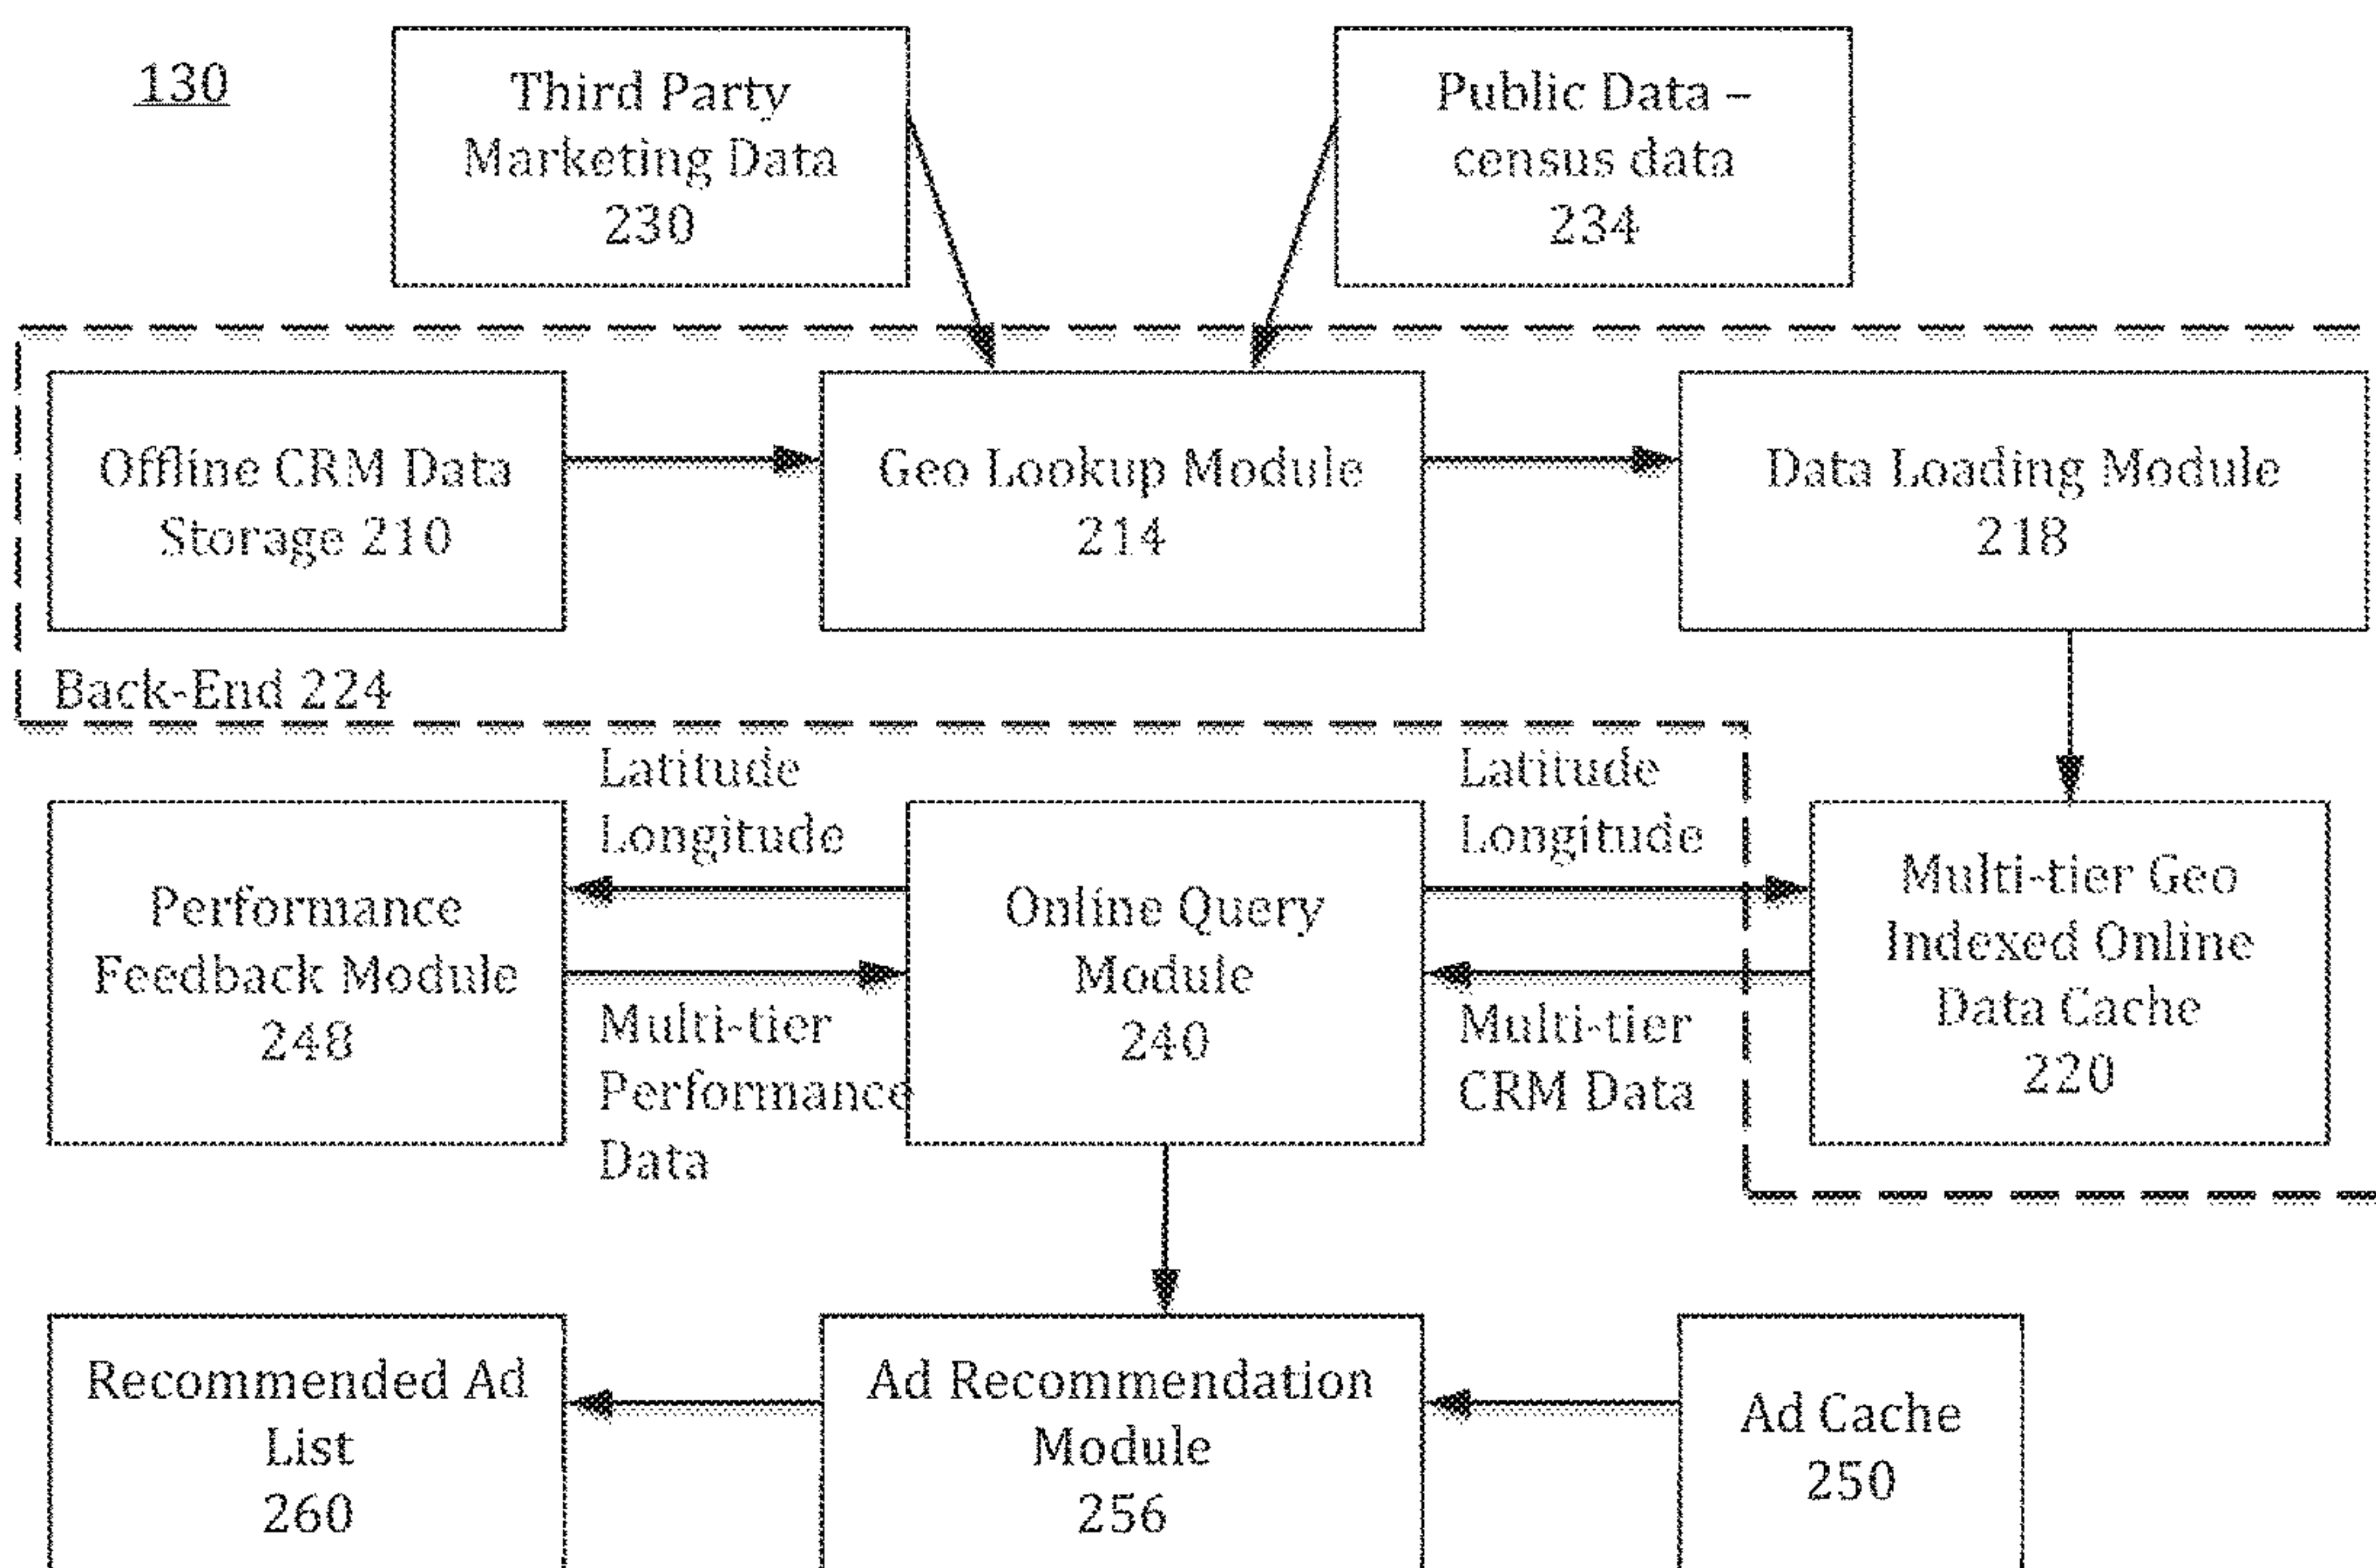 130
Third Party
Marketing Data
230
Public Data –
census data
234
Offline CRM Data
Storage 210
Geo Lookup Module
214
Data Loading Module
218
Back-End 224
Latitude
Longitude
Latitude
Longitude
Performance
Feedback Module
248
Online Query
Module
240
Multi-tier Geo
Indexed Online
Data Cache
220
Multi-tier
Performance
Data
Multi-tier
CRM Data
Recommended Ad
List
260
Ad Recommendation
Module
256
Ad Cache
250